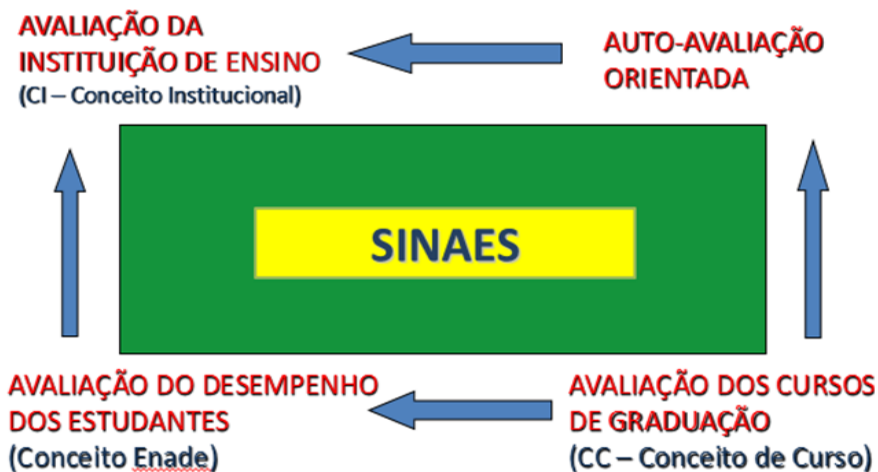 AVALIAÇÃO DA
INSTITUIÇÃO DE ENSINO
(CI – Conceito Institucional)
AUTO-AVALIAÇÃO
ORIENTADA
SINAES
AVALIAÇÃO DO DESEMPENHO
DOS ESTUDANTES
(Conceito Enade)
AVALIAÇÃO DOS CURSOS
DE GRADUAÇÃO
(CC – Conceito de Curso)